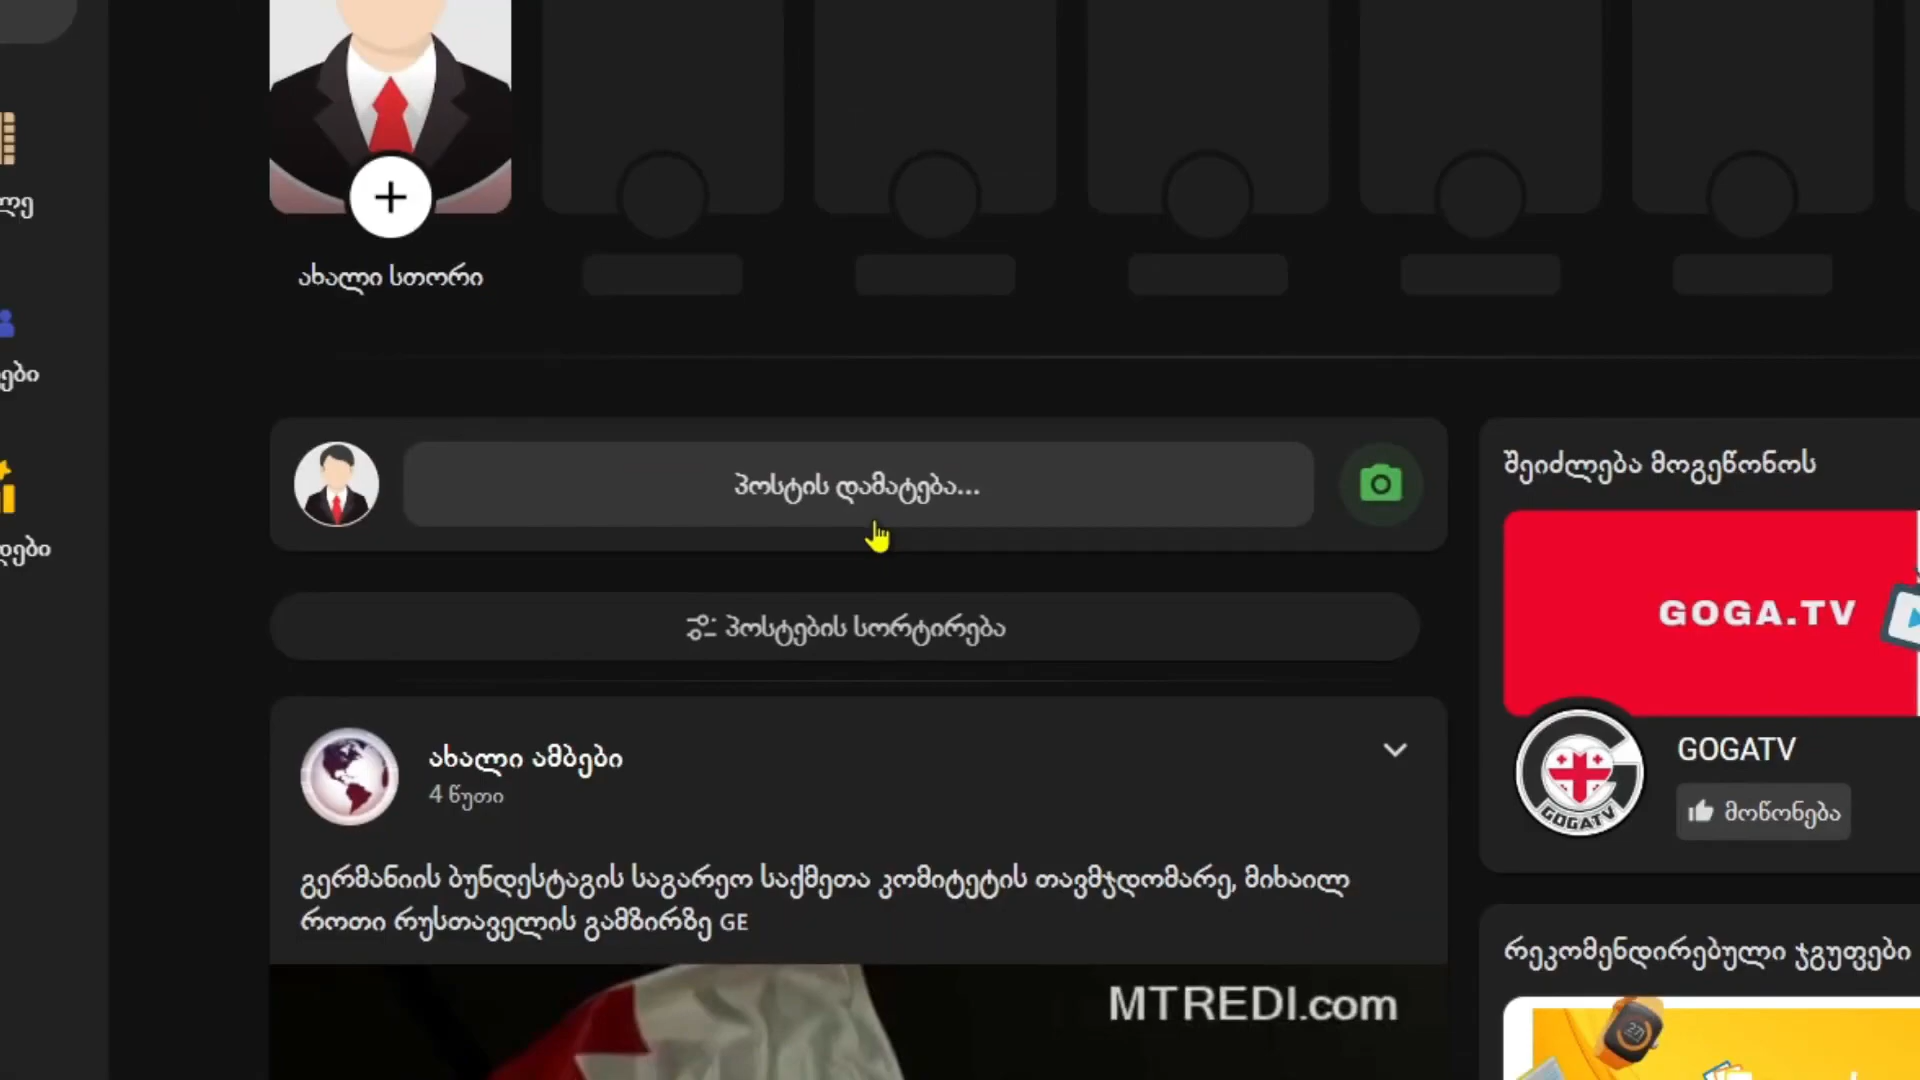 ახალი სთორი
პოსტის დამატება...
პოსტების სორტირება
ახალი ამბები
4 წუთი
გერმანიის ბუნდესტაგის საგარეო საქმეთა კომიტეტის თავმჯდომარე, მიხაილ
როთი რუსთაველის გამზირზე GE
MTREDI.com
შეიძლება მოგეწონოს
GOGA.TV
GOGATV
GOGATV
მოწონება
რეკომენდირებული ჯგუფები